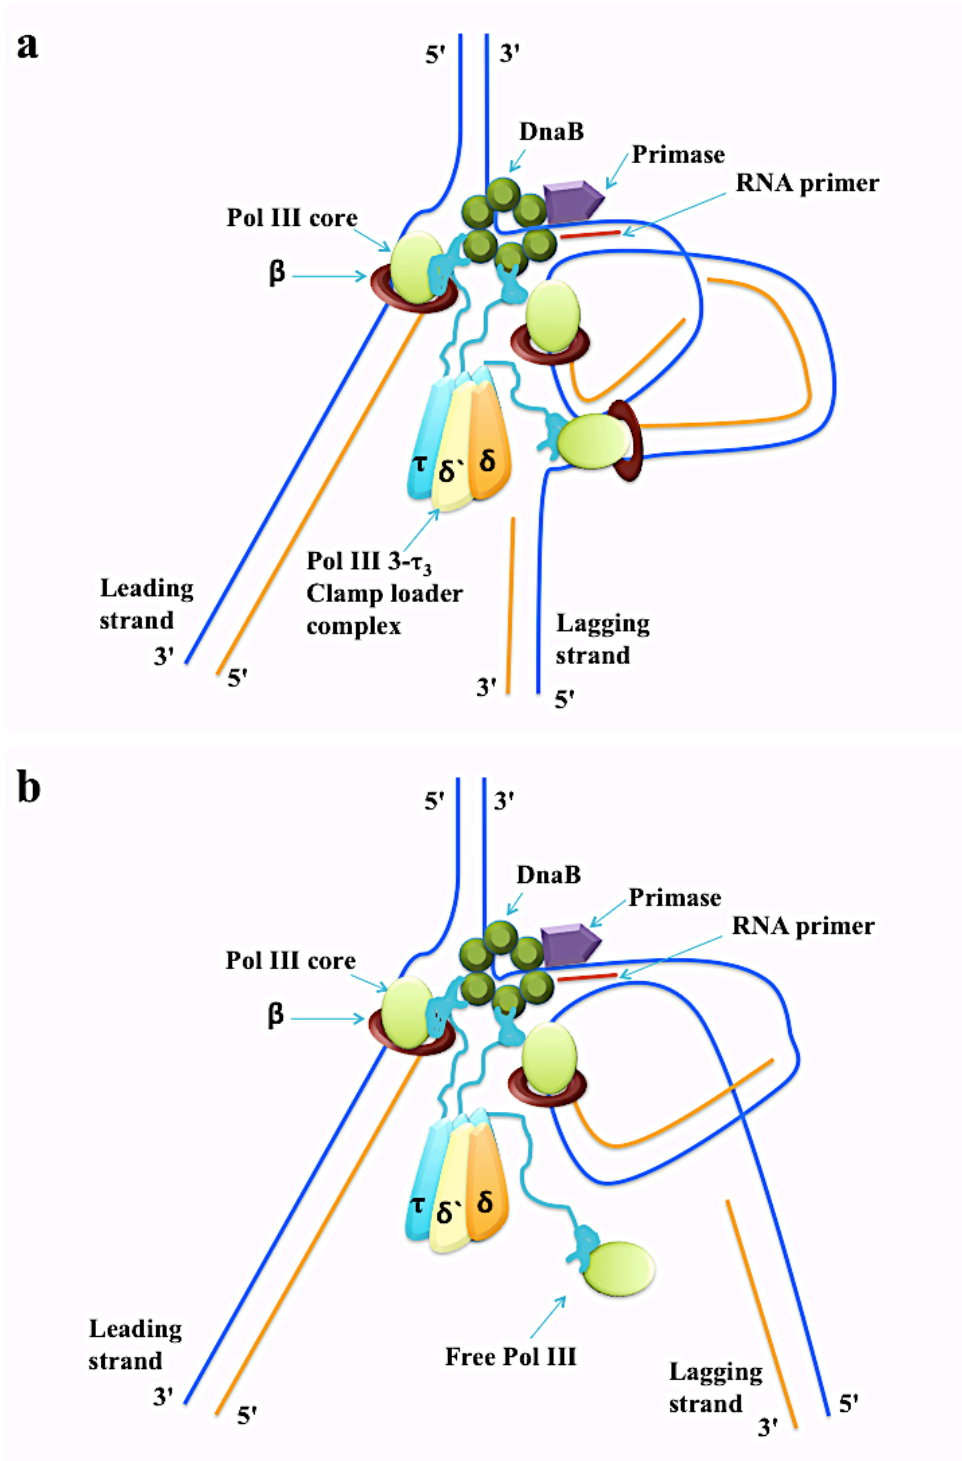 a
5'
3'
DnaB
Primase
RNA primer
Pol III core
β
τ
δ`
δ
Pol III 3-τ₃
Clamp loader
complex
Leading
strand
3'
5'
Lagging
strand
3'
5'
b
5'
3'
DnaB
Primase
RNA primer
Pol III core
β
τ
δ`
δ
Free Pol III
Leading
strand
3'
5'
Lagging
strand
3'
5'